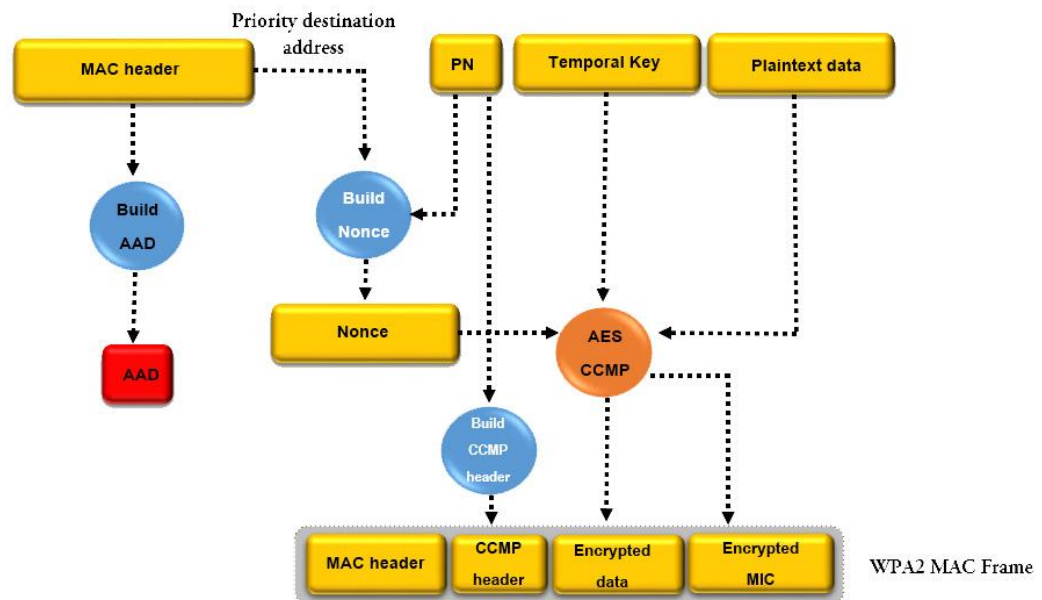 Priority destination
address
MAC header
PN
Temporal Key
Plaintext data
Build
AAD
Build
Nonce
Nonce
AES
CCMP
AAD
Build
CCMP
header
MAC header
CCMP
header
Encrypted
data
Encrypted
MIC
WPA2 MAC Frame